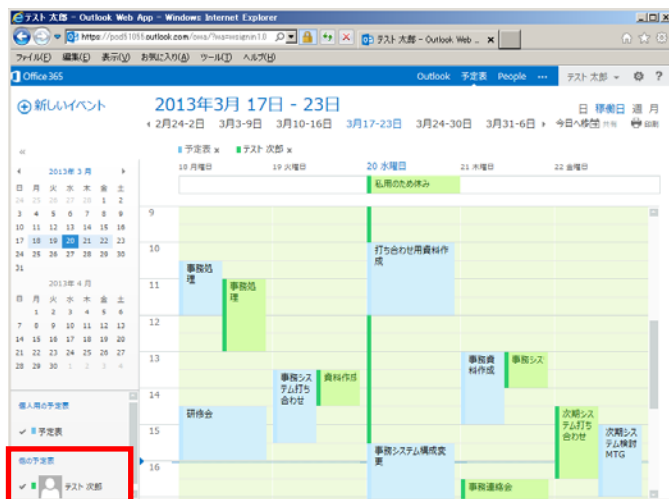 テスト 太郎 - Outlook Web App - Windows Internet Explorer
https://pod51055.outlook.com/owa/?wa=wsignin1.0
テスト 太郎 - Outlook Web ...
ファイル(F) 編集(E) 表示(V) お気に入り(A) ツール(T) ヘルプ(H)
Office 365
Outlook 予定表 People ... テスト 太郎 ?
新しいイベント
2013年3月 17日 - 23日
日 稼働日 週 月
2月24-2日 3月3-9日 3月10-16日 3月17-23日 3月24-30日 3月31-6日
今日へ移動 共有 印刷
予定表 x テスト 次郎 x
18 月曜日 19 火曜日 20 水曜日 21 木曜日 22 金曜日
私用のため休み
2013年 3 月
日 月 火 水 木 金 土
24 25 26 27 28 1 2
3 4 5 6 7 8 9
10 11 12 13 14 15 16
17 18 19 20 21 22 23
24 25 26 27 28 29 30
31
2013年 4 月
日 月 火 水 木 金 土
1 2 3 4 5 6
7 8 9 10 11 12 13
14 15 16 17 18 19 20
21 22 23 24 25 26 27
28 29 30 1 2 3 4
個人用の予定表
予定表
他の予定表
テスト 次郎
9
10
11
12
13
14
15
16
事務処
理
事務処
理
研修会
事務シス
テム打ち
合わせ
資料作成
打ち合わせ用資料作
成
事務システム構成変
更
事務資
料作成
事務シス
事務連絡会
次期シス
テム打ち
合わせ
次期シス
テム検討
MTG